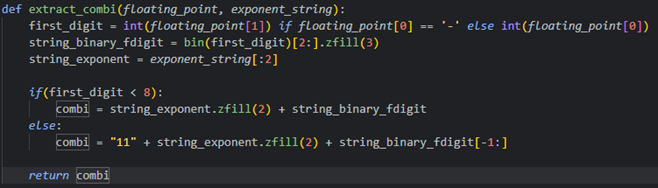 def extract_combi(floating_point, exponent_string):
    first_digit = int(floating_point[1]) if floating_point[0] == '-' else int(floating_point[0])
    string_binary_fdigit = bin(first_digit)[2:].zfill(3)
    string_exponent = exponent_string[:2]

    if(first_digit < 8):
        combi = string_exponent.zfill(2) + string_binary_fdigit
    else:
        combi = "11" + string_exponent.zfill(2) + string_binary_fdigit[-1:]

    return combi